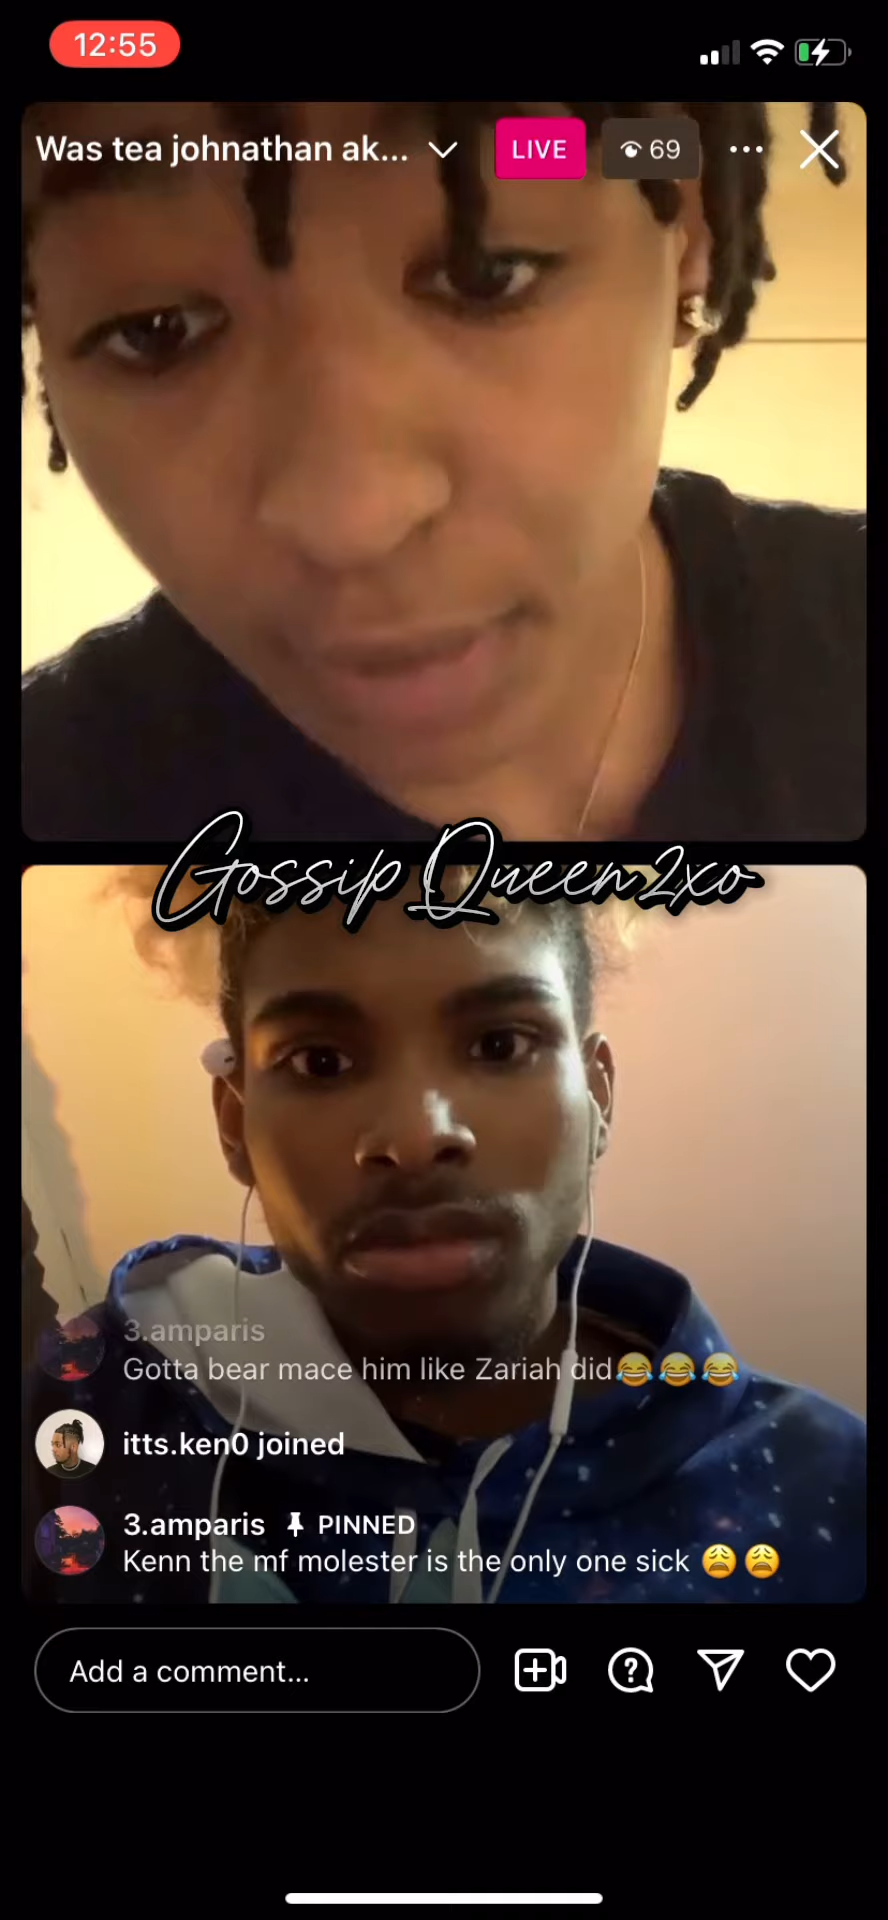 12:55
Was tea johnathan ak...
LIVE
69
Gossip Queen2xo
3.amparis
Gotta bear mace him like Zariah did😂😂😂
itts.ken0 joined
3.amparis PINNED
Kenn the mf molester is the only one sick 😩😩
Add a comment...